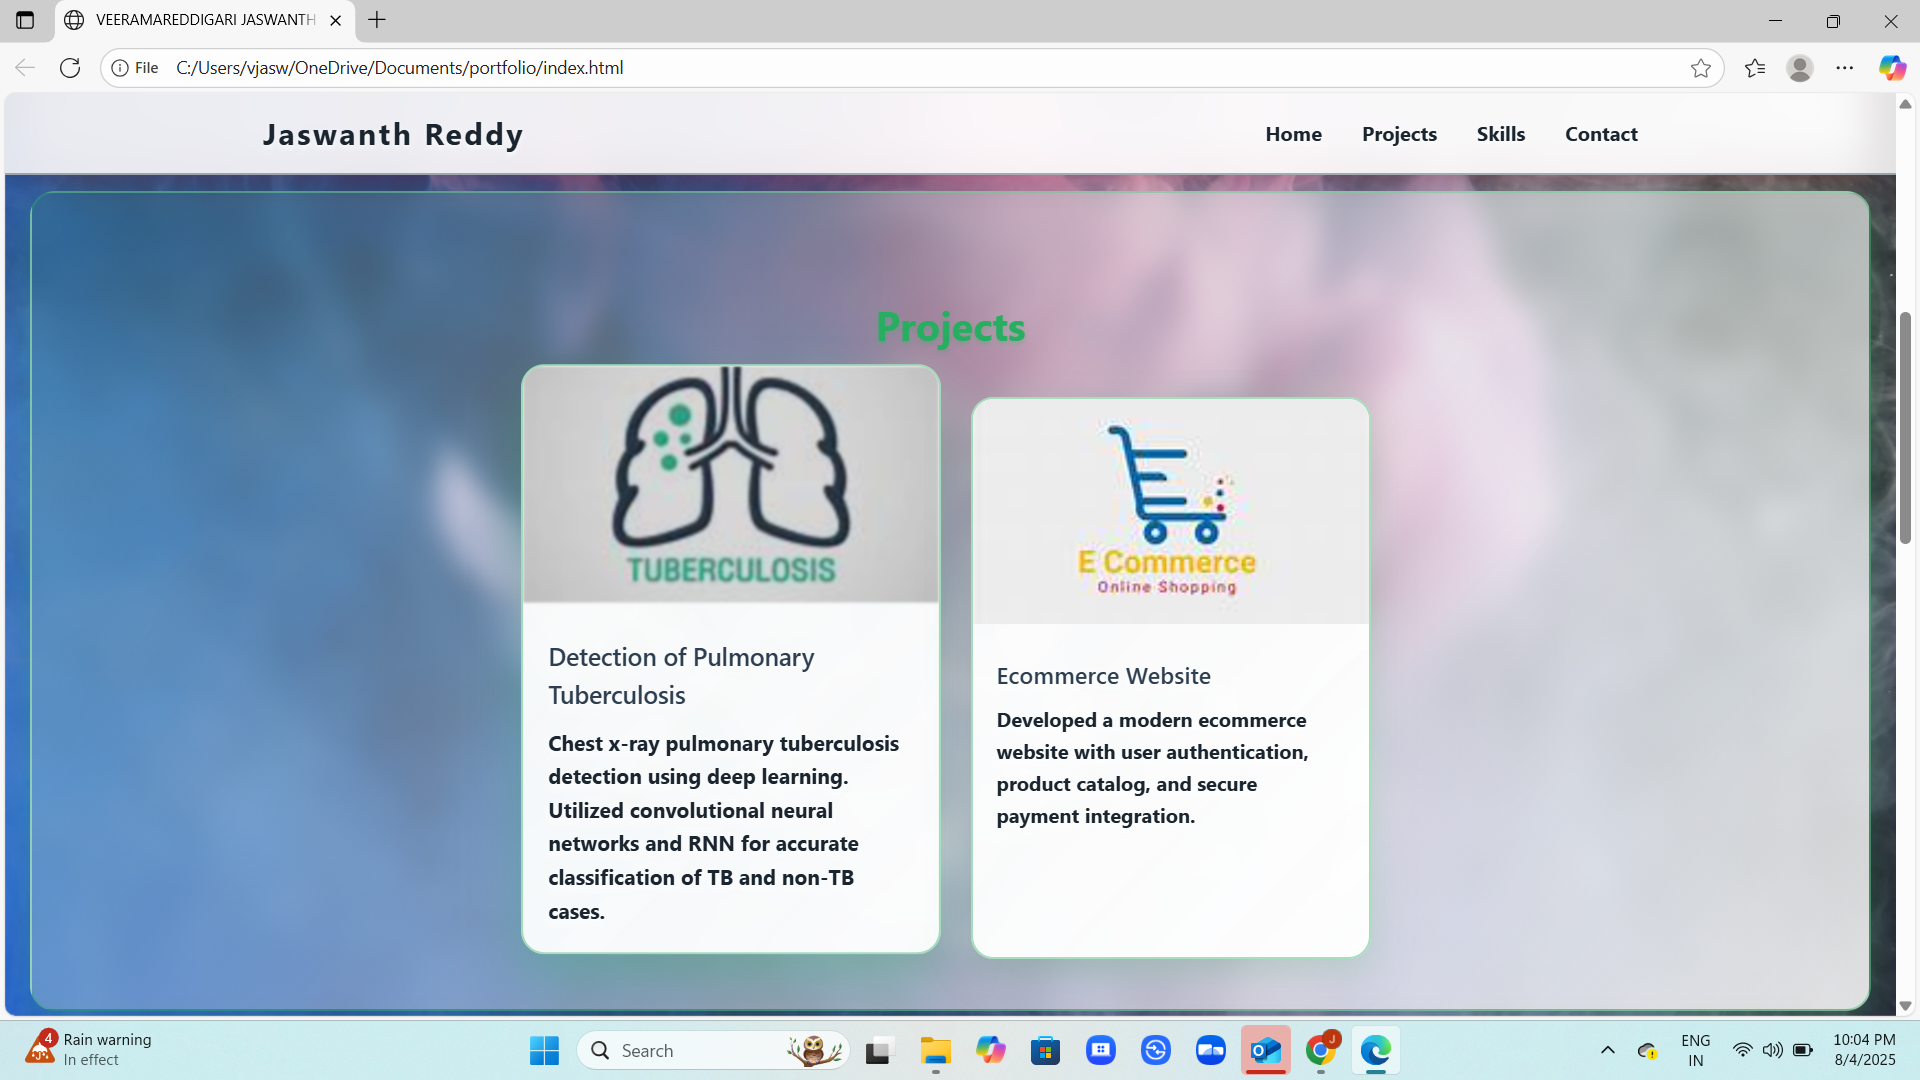 VEERAMAREDDIGARI JASWANTH
File C:/Users/vjasw/OneDrive/Documents/portfolio/index.html
Jaswanth Reddy
Home Projects Skills Contact
Projects
TUBERCULOSIS
Detection of Pulmonary
Tuberculosis
Chest x-ray pulmonary tuberculosis
detection using deep learning.
Utilized convolutional neural
networks and RNN for accurate
classification of TB and non-TB
cases.
E Commerce
Online Shopping
Ecommerce Website
Developed a modern ecommerce
website with user authentication,
product catalog, and secure
payment integration.
4
Rain warning
In effect
Search
J
ENG
IN
10:04 PM
8/4/2025